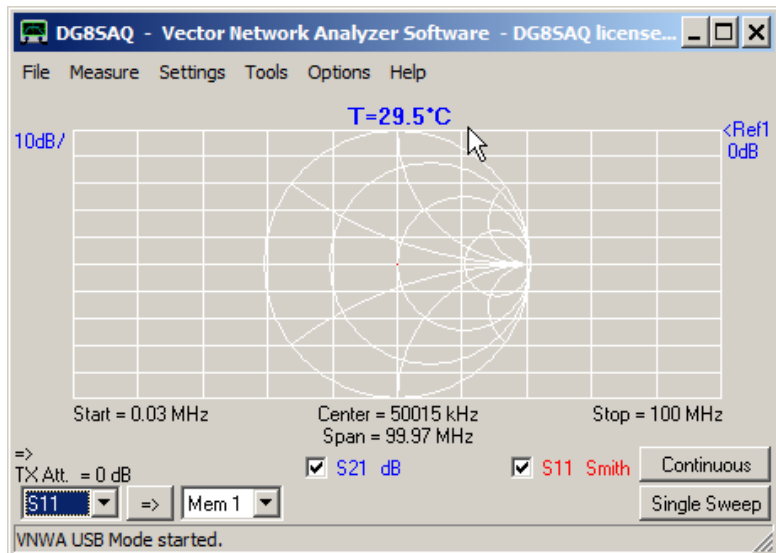 DG8SAQ - Vector Network Analyzer Software - DG8SAQ license...
File Measure Settings Tools Options Help
T=29.5°C
10dB/
<Ref1
0dB
Start = 0.03 MHz
Center = 50015 kHz
Stop = 100 MHz
Span = 99.97 MHz
=>
TX Att. = 0 dB
S21 dB
S11 Smith
Continuous
S11
=>
Mem 1
Single Sweep
VNWA USB Mode started.